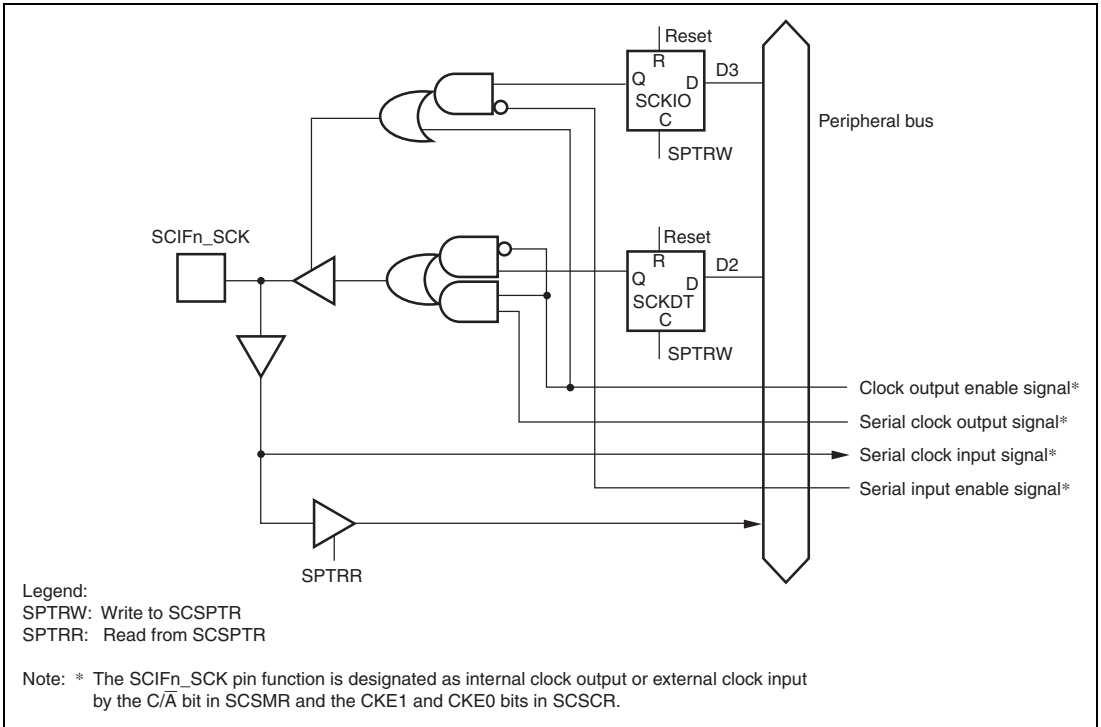 Reset
R
Q
D
D3
SCKIO
C
SPTRW
Peripheral bus
SCIFn_SCK
Reset
R
Q
D
D2
SCKDT
C
SPTRW
Clock output enable signal*
Serial clock output signal*
Serial clock input signal*
Serial input enable signal*
SPTRR
Legend:
SPTRW: Write to SCSPTR
SPTRR: Read from SCSPTR
Note: * The SCIFn_SCK pin function is designated as internal clock output or external clock input
by the C/A̅ bit in SCSMR and the CKE1 and CKE0 bits in SCSCR.